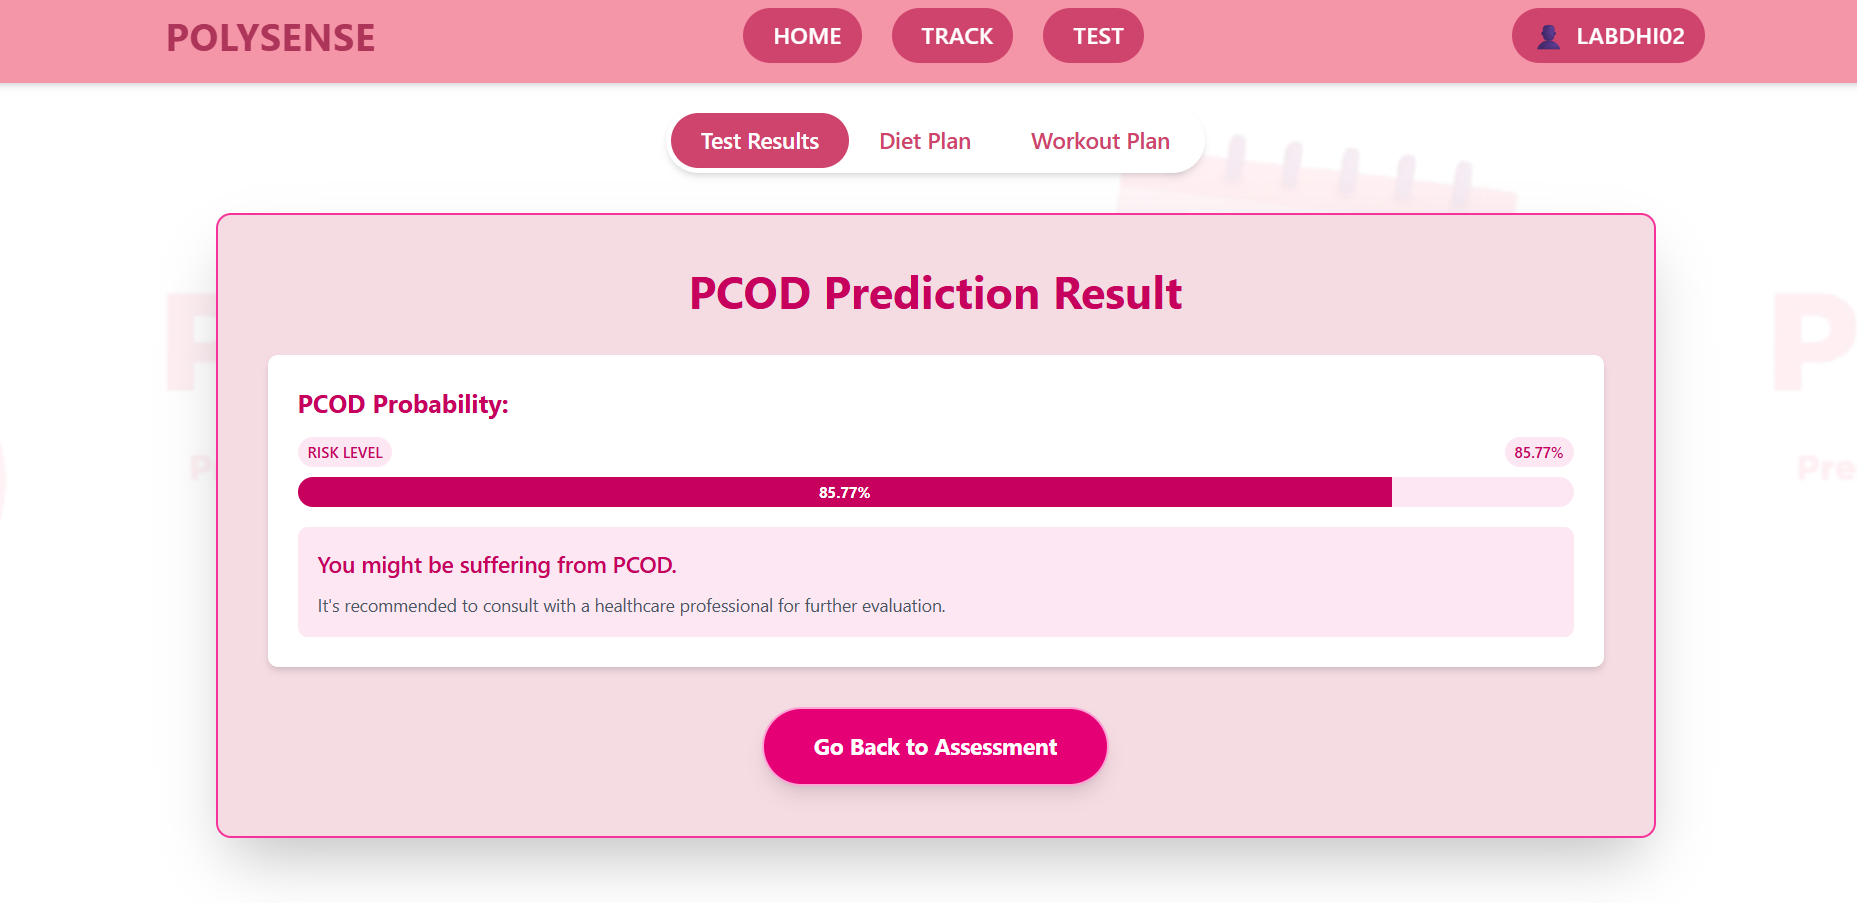 POLYSENSE
HOME
TRACK
TEST
LABDHI02
Test Results
Diet Plan
Workout Plan
PCOD Prediction Result
PCOD Probability:
RISK LEVEL
85.77%
85.77%
You might be suffering from PCOD.
It's recommended to consult with a healthcare professional for further evaluation.
Go Back to Assessment